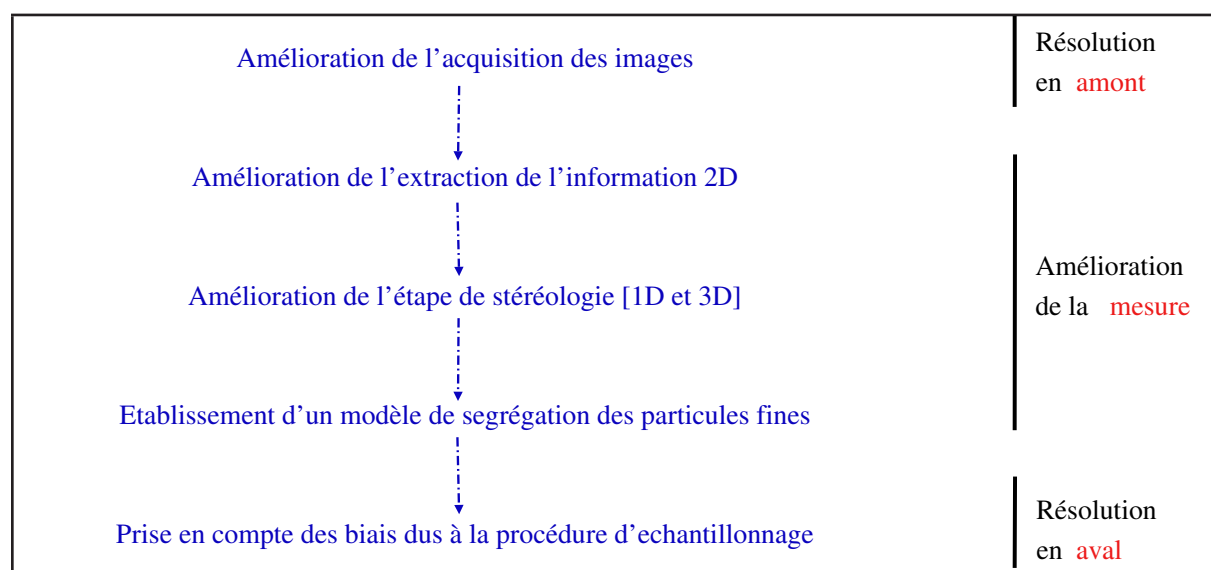 Amélioration de l’acquisition des images
Résolution
en amont
Amélioration de l’extraction de l’information 2D
Amélioration de l’étape de stéréologie [1D et 3D]
Amélioration
de la mesure
Etablissement d’un modèle de segrégation des particules fines
Prise en compte des biais dus à la procédure d’echantillonnage
Résolution
en aval